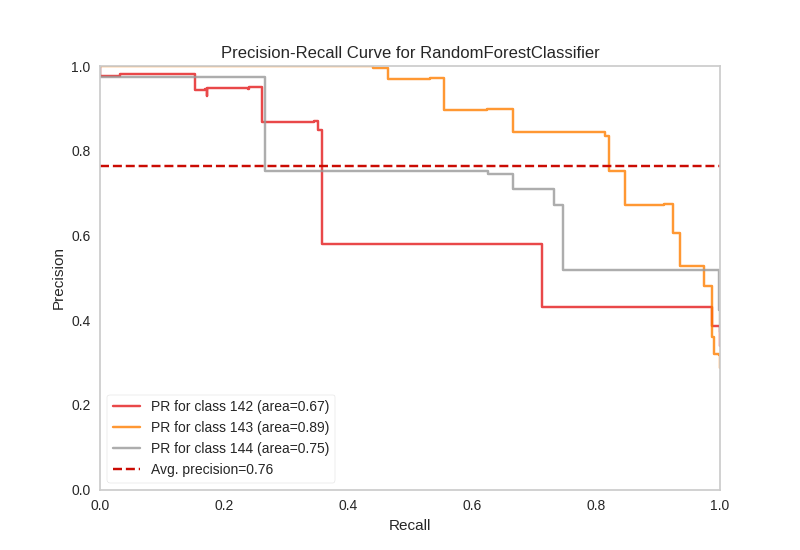 Precision-Recall Curve for RandomForestClassifier
1.0
0.8
0.6
0.4
0.2
0.0
Precision
PR for class 142 (area=0.67)
PR for class 143 (area=0.89)
PR for class 144 (area=0.75)
Avg. precision=0.76
0.0 0.2 0.4 0.6 0.8 1.0
Recall